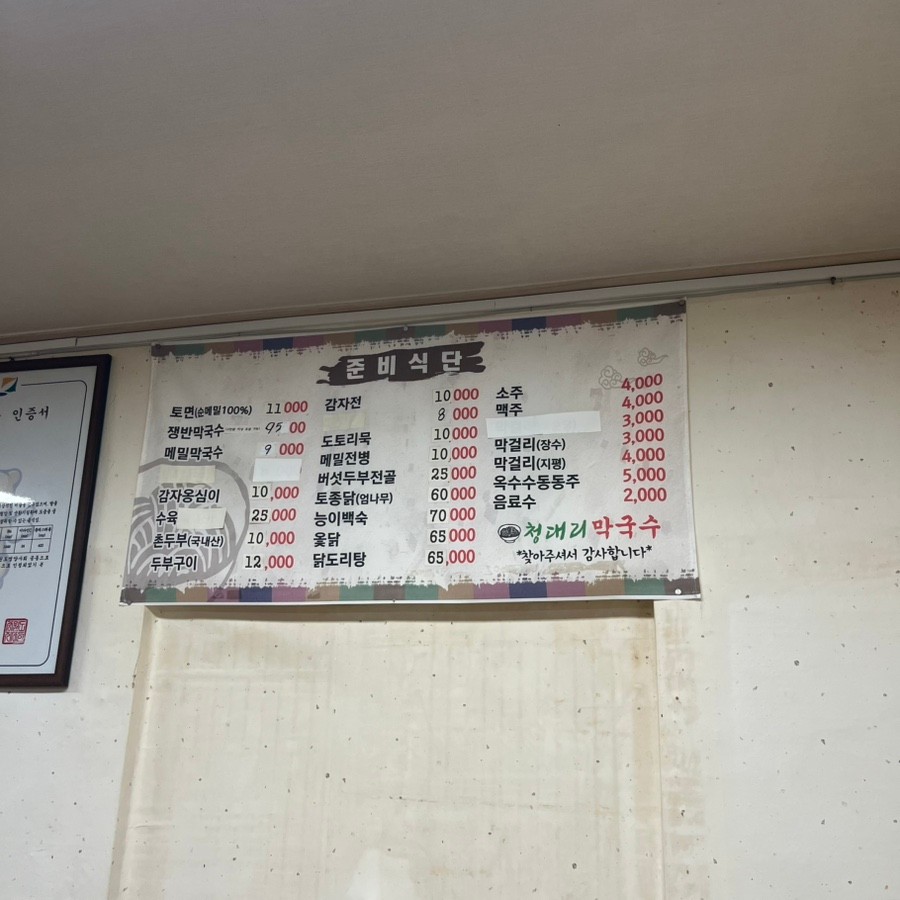 인증서
준비식단
토면(순메밀100%) 11000
쟁반막국수 9500
메밀막국수 9000
감자옹심이 10,000
수육 25,000
촌두부(국내산) 10,000
두부구이 12,000
감자전 10000
8000
도토리묵 10,000
메밀전병 10,000
버섯두부전골 25000
토종닭(엄나무) 60000
능이백숙 70000
옻닭 65000
닭도리탕 65,000
소주 4,000
맥주 4,000
3,000
막걸리(장수) 3,000
막걸리(지평) 4,000
옥수수동동주 5,000
음료수 2,000
청대리막국수
*찾아주셔서 감사합니다*